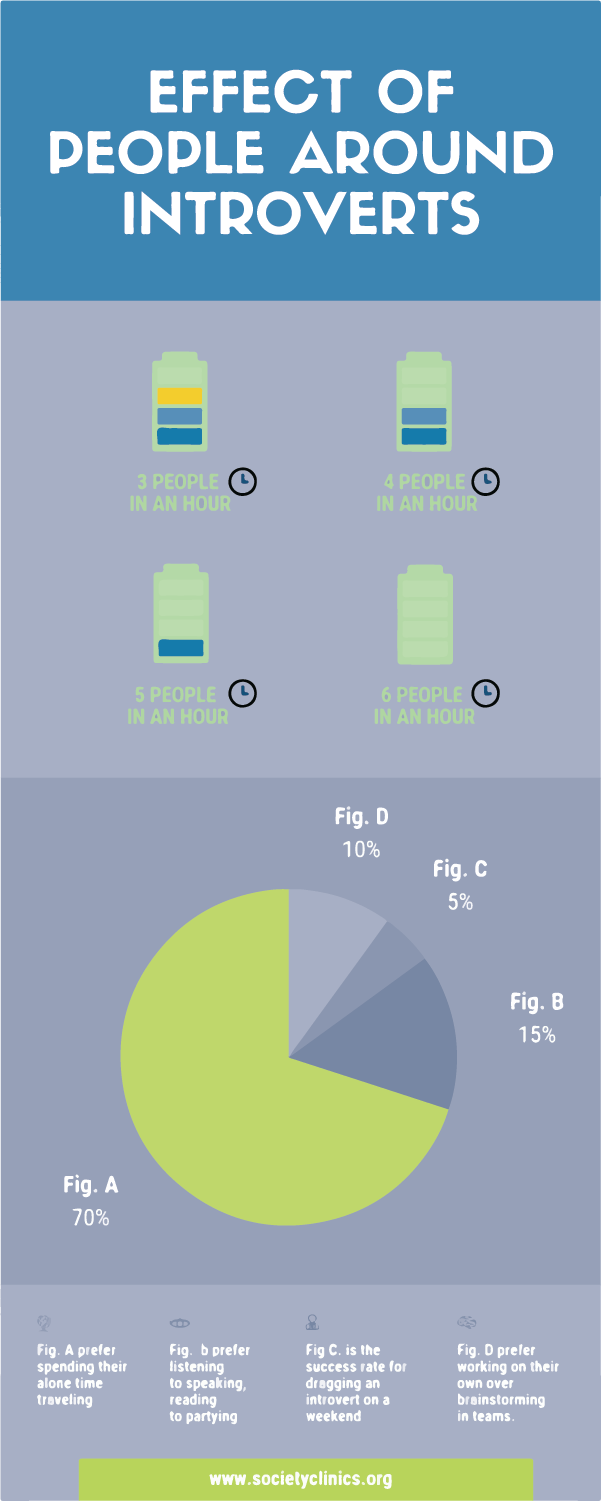 EFFECT OF
PEOPLE AROUND
INTROVERTS
3 PEOPLE
IN AN HOUR
4 PEOPLE
IN AN HOUR
5 PEOPLE
IN AN HOUR
6 PEOPLE
IN AN HOUR
Fig. D
10%
Fig. C
5%
Fig. B
15%
Fig. A
70%
Fig. A prefer
spending their
alone time
traveling
Fig. b prefer
listening
to speaking,
reading
to partying
Fig C. is the
success rate for
dragging an
introvert on a
weekend
Fig. D prefer
working on their
own over
brainstorming
in teams.
www.societyclinics.org